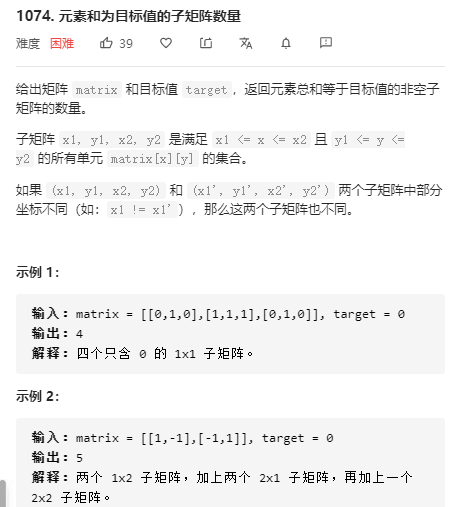 1074. 元素和为目标值的子矩阵数量
难度 困难 39
给出矩阵 matrix 和目标值 target，返回元素总和等于目标值的非空子
矩阵的数量。
子矩阵 x1, y1, x2, y2 是满足 x1 <= x <= x2 且 y1 <= y <=
y2 的所有单元 matrix[x][y] 的集合。
如果 (x1, y1, x2, y2) 和 (x1', y1', x2', y2') 两个子矩阵中部分
坐标不同（如：x1 != x1'），那么这两个子矩阵也不同。
示例 1：
输入：matrix = [[0,1,0],[1,1,1],[0,1,0]], target = 0
输出：4
解释：四个只含 0 的 1x1 子矩阵。
示例 2：
输入：matrix = [[1,-1],[-1,1]], target = 0
输出：5
解释：两个 1x2 子矩阵，加上两个 2x1 子矩阵，再加上一个
2x2 子矩阵。